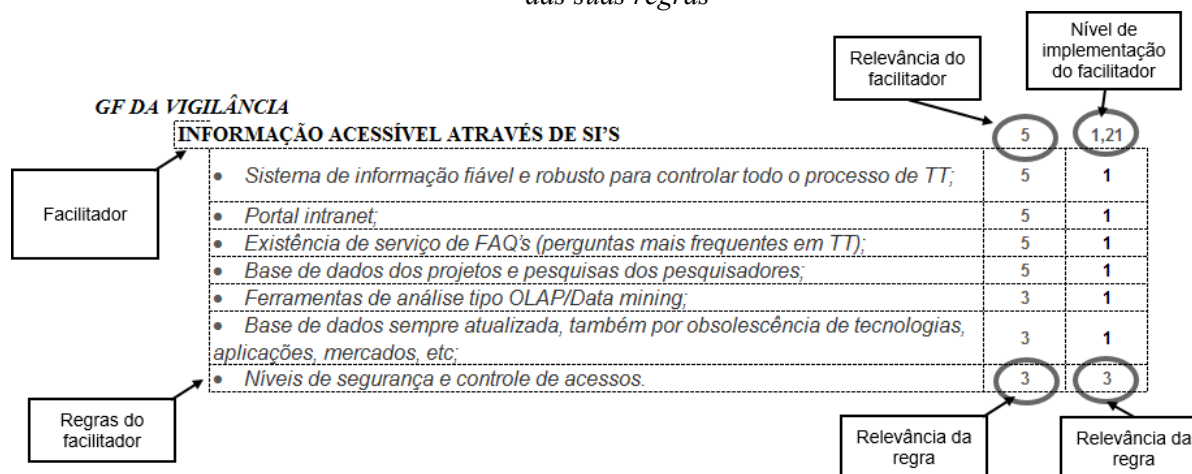 das suas regras
Nível de
implementação
do facilitador
Relevância do
facilitador
GF DA VIGILÂNCIA
INFORMAÇÃO ACESSÍVEL ATRAVÉS DE SI'S 5 1,21
Facilitador
• Sistema de informação fiável e robusto para controlar todo o processo de TT; 5 1
• Portal intranet; 5 1
• Existência de serviço de FAQ's (perguntas mais frequentes em TT); 5 1
• Base de dados dos projetos e pesquisas dos pesquisadores; 5 1
• Ferramentas de análise tipo OLAP/Data mining; 3 1
• Base de dados sempre atualizada, também por obsolescência de tecnologias,
aplicações, mercados, etc; 3 1
• Níveis de segurança e controle de acessos. 3 3
Regras do
facilitador
Relevância da
regra
Relevância da
regra